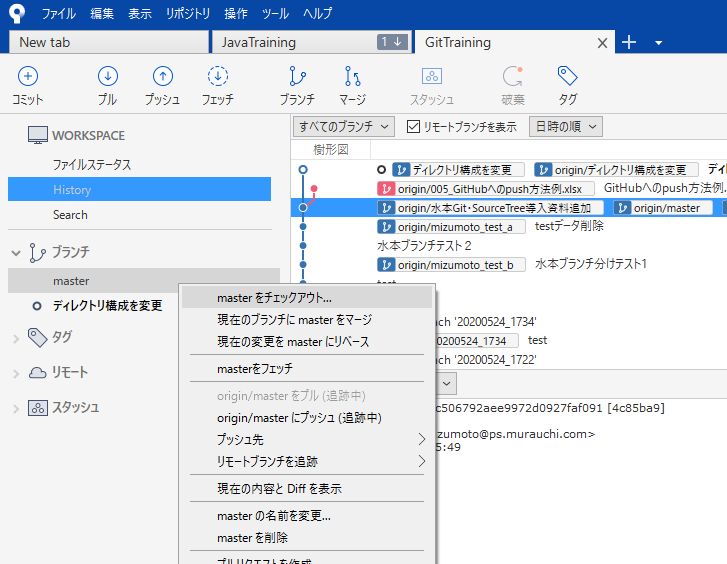 ファイル 編集 表示 リポジトリ 操作 ツール ヘルプ
New tab JavaTraining 1 GitTraining
コミット プル プッシュ フェッチ ブランチ マージ スタッシュ 破棄 タグ
WORKSPACE
ファイルステータス
History
Search
ブランチ
master
ディレクトリ構成を変更
タグ
リモート
スタッシュ
すべてのブランチ リモートブランチを表示 日時の順
樹形図
ディレクトリ構成を変更 origin/ディレクトリ構成を変更 ディ
origin/005_GitHubへのpush方法例.xlsx GitHubへのpush方法例.
origin/水本Git・SourceTree導入資料追加 origin/master
origin/mizumoto_test_a testデータ削除
水本ブランチテスト２
origin/mizumoto_test_b 水本ブランチ分けテスト1
master をチェックアウト...
現在のブランチに master をマージ
現在の変更を master にリベース
masterをフェッチ
origin/master をプル (追跡中)
origin/master にプッシュ (追跡中)
プッシュ先
リモートブランチを追跡
現在の内容と Diff を表示
master の名前を変更...
master を削除
プルリクエストを作成
ach '20200524_1734'
20200524_1734 test
ach '20200524_1722'
c506792aee9972d0927faf091 [4c85ba9]
zumoto@ps.murauchi.com>
5:49